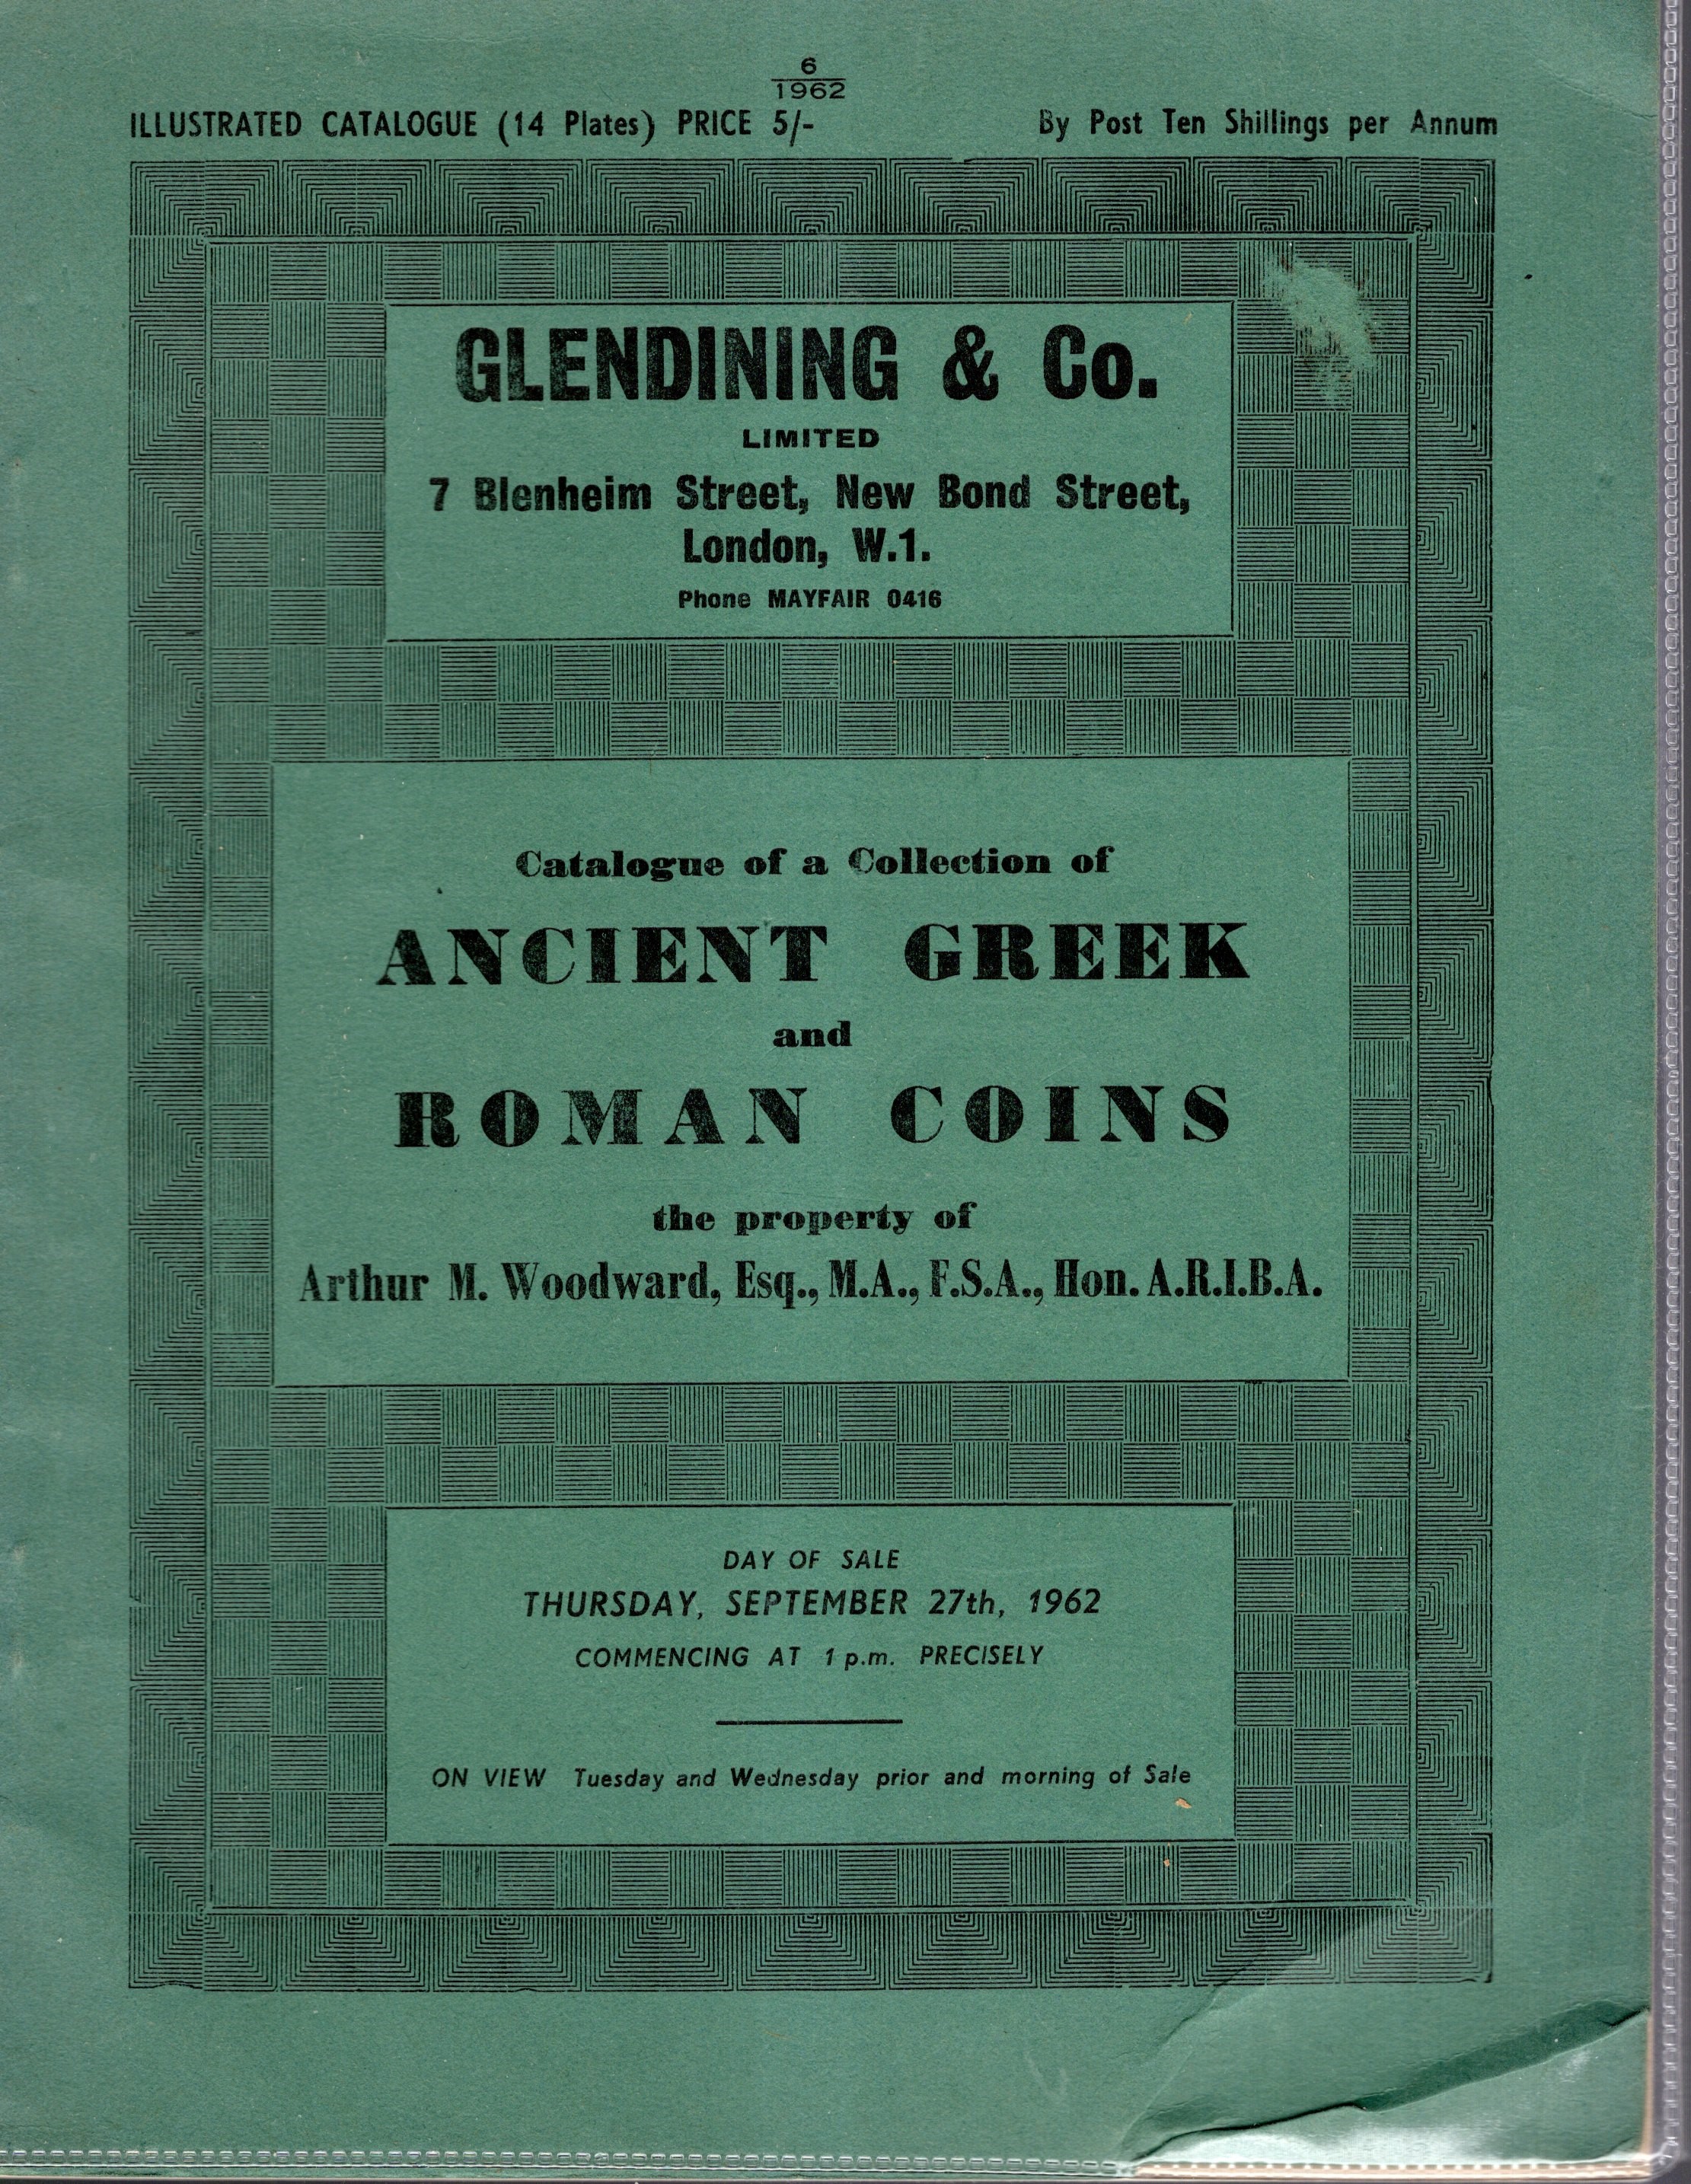 6
1962
ILLUSTRATED CATALOGUE (14 Plates) PRICE 5/-
By Post Ten Shillings per Annum
GLENDINING & Co.
LIMITED
7 Blenheim Street, New Bond Street,
London, W.1.
Phone MAYFAIR 0416
Catalogue of a Collection of
ANCIENT GREEK
and
ROMAN COINS
the property of
Arthur M. Woodward, Esq., M.A., F.S.A., Hon. A.R.I.B.A.
DAY OF SALE
THURSDAY, SEPTEMBER 27th, 1962
COMMENCING AT 1 p.m. PRECISELY
ON VIEW Tuesday and Wednesday prior and morning of Sale